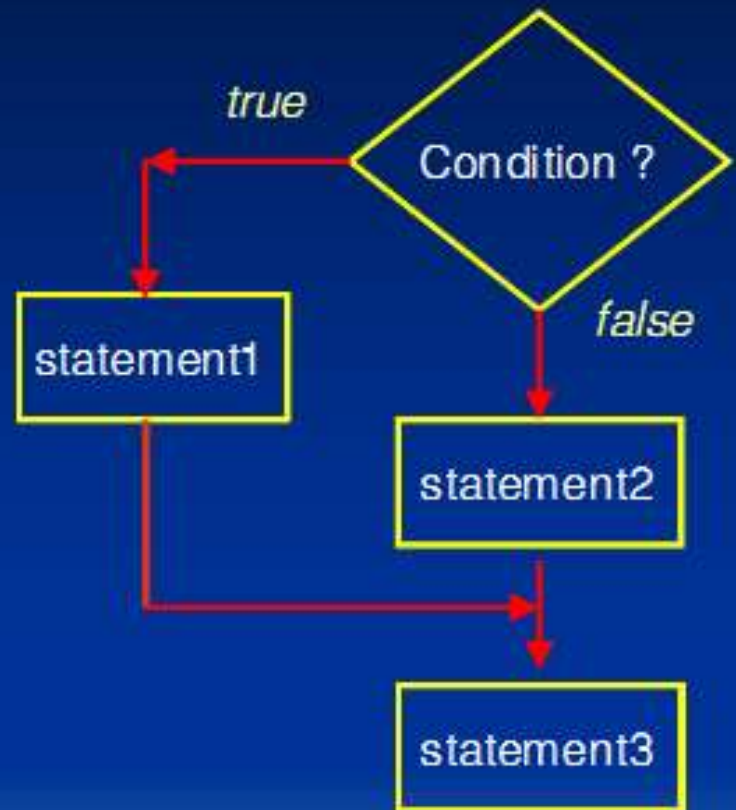 true
Condition ?
false
statement1
statement2
statement3